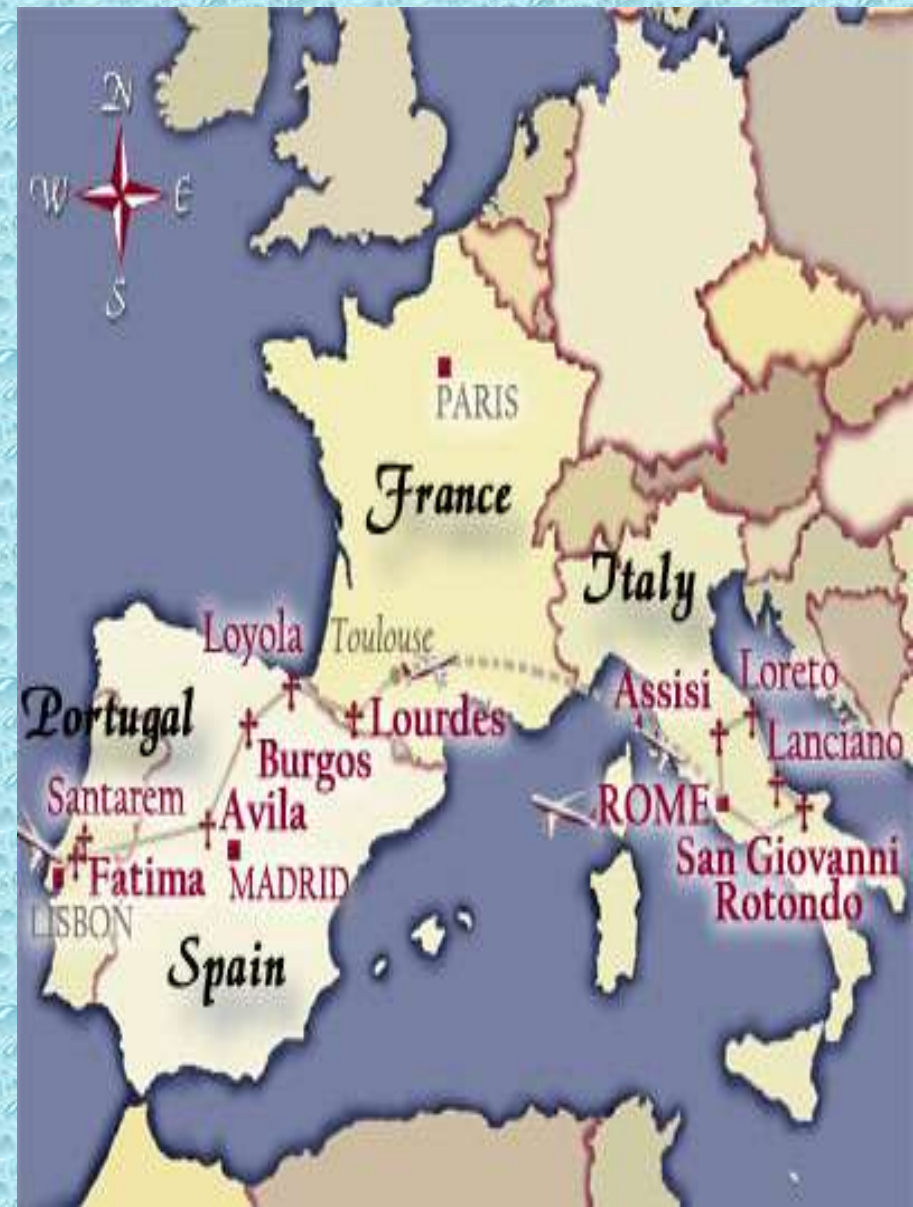 N
W E
S
PARIS
France
Italy
Loyola
Toulouse
Portugal
Assisi
Loreto
Lourdes
Lanciano
Burgos
Santarem
Avila
ROME
Fatima
MADRID
San Giovanni
Rotondo
LISBON
Spain